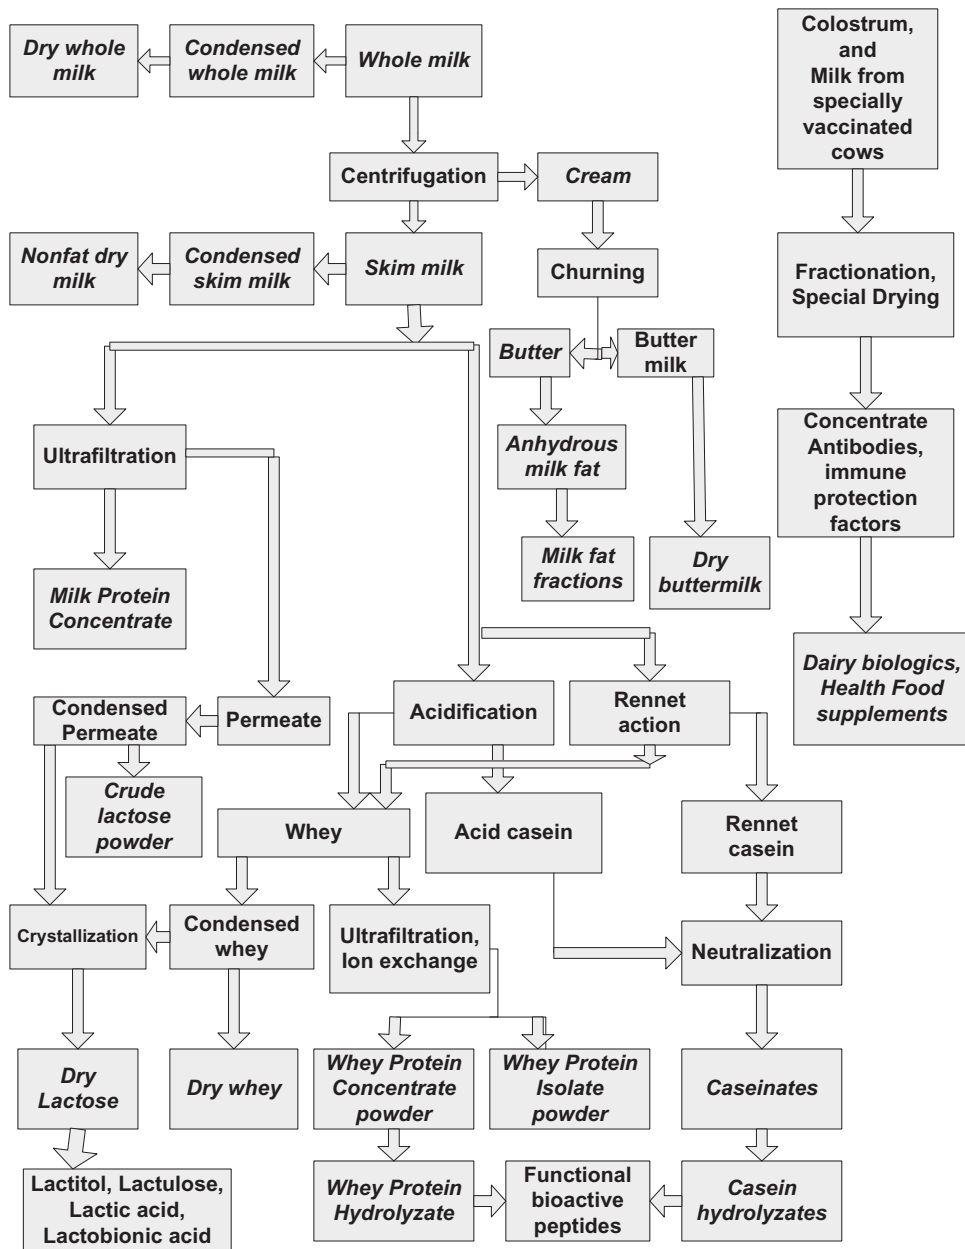 Dry whole
milk
Condensed
whole milk
Whole milk
Colostrum,
and
Milk from
specially
vaccinated
cows
Centrifugation
Cream
Nonfat dry
milk
Condensed
skim milk
Skim milk
Churning
Fractionation,
Special Drying
Butter
Butter
milk
Ultrafiltration
Anhydrous
milk fat
Concentrate
Antibodies,
immune
protection
factors
Milk fat
fractions
Dry
buttermilk
Milk Protein
Concentrate
Dairy biologics,
Health Food
supplements
Condensed
Permeate
Permeate
Acidification
Rennet
action
Crude
lactose
powder
Whey
Acid casein
Rennet
casein
Crystallization
Condensed
whey
Ultrafiltration,
Ion exchange
Neutralization
Dry
Lactose
Dry whey
Whey Protein
Concentrate
powder
Whey Protein
Isolate
powder
Caseinates
Lactitol, Lactulose,
Lactic acid,
Lactobionic acid
Whey Protein
Hydrolyzate
Functional
bioactive
peptides
Casein
hydrolyzates